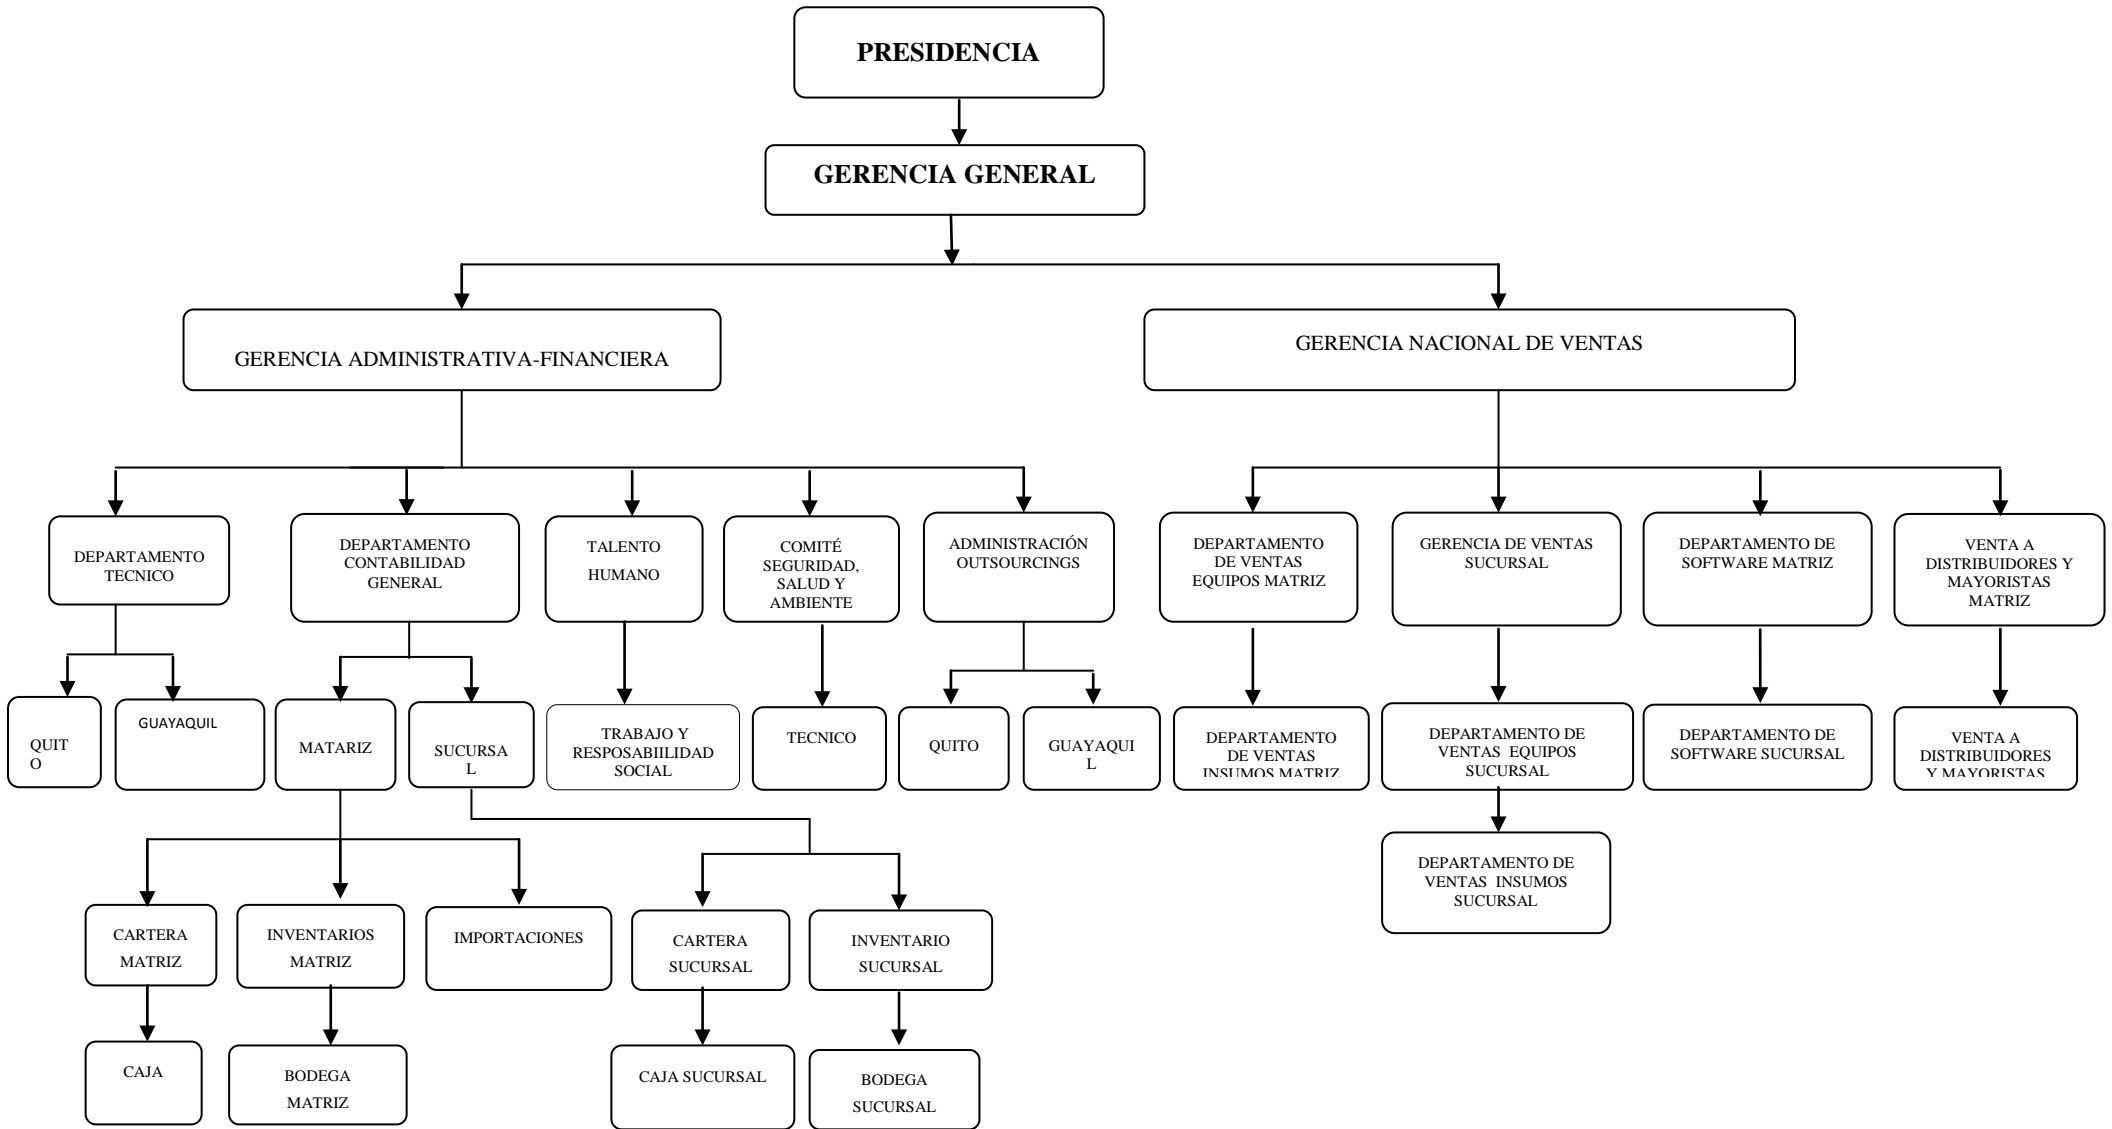 PRESIDENCIA
GERENCIA GENERAL
GERENCIA ADMINISTRATIVA-FINANCIERA
GERENCIA NACIONAL DE VENTAS
DEPARTAMENTO
TECNICO
DEPARTAMENTO
CONTABILIDAD
GENERAL
TALENTO
HUMANO
COMITÉ
SEGURIDAD,
SALUD Y
AMBIENTE
ADMINISTRACIÓN
OUTSOURCINGS
DEPARTAMENTO
DE VENTAS
EQUIPOS MATRIZ
GERENCIA DE VENTAS
SUCURSAL
DEPARTAMENTO DE
SOFTWARE MATRIZ
VENTA A
DISTRIBUIDORES Y
MAYORISTAS
MATRIZ
QUIT
O
GUAYAQUIL
MATARIZ
SUCURSA
L
TRABAJO Y
RESPOSABIILIDAD
SOCIAL
TECNICO
QUITO
GUAYAQUI
L
DEPARTAMENTO
DE VENTAS
INSUMOS MATRIZ
DEPARTAMENTO DE
VENTAS EQUIPOS
SUCURSAL
DEPARTAMENTO DE
SOFTWARE SUCURSAL
VENTA A
DISTRIBUIDORES
Y MAYORISTAS
DEPARTAMENTO DE
VENTAS INSUMOS
SUCURSAL
CARTERA
MATRIZ
INVENTARIOS
MATRIZ
IMPORTACIONES
CARTERA
SUCURSAL
INVENTARIO
SUCURSAL
CAJA
BODEGA
MATRIZ
CAJA SUCURSAL
BODEGA
SUCURSAL